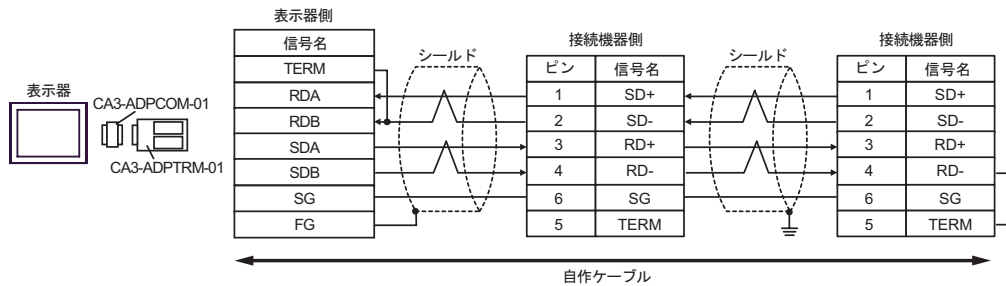 表示器
CA3-ADPCOM-01
CA3-ADPTRM-01
表示器側
信号名
TERM
RDA
RDB
SDA
SDB
SG
FG
シールド
接続機器側
ピン 信号名
1 SD+
2 SD-
3 RD+
4 RD-
6 SG
5 TERM
シールド
接続機器側
ピン 信号名
1 SD+
2 SD-
3 RD+
4 RD-
6 SG
5 TERM
自作ケーブル